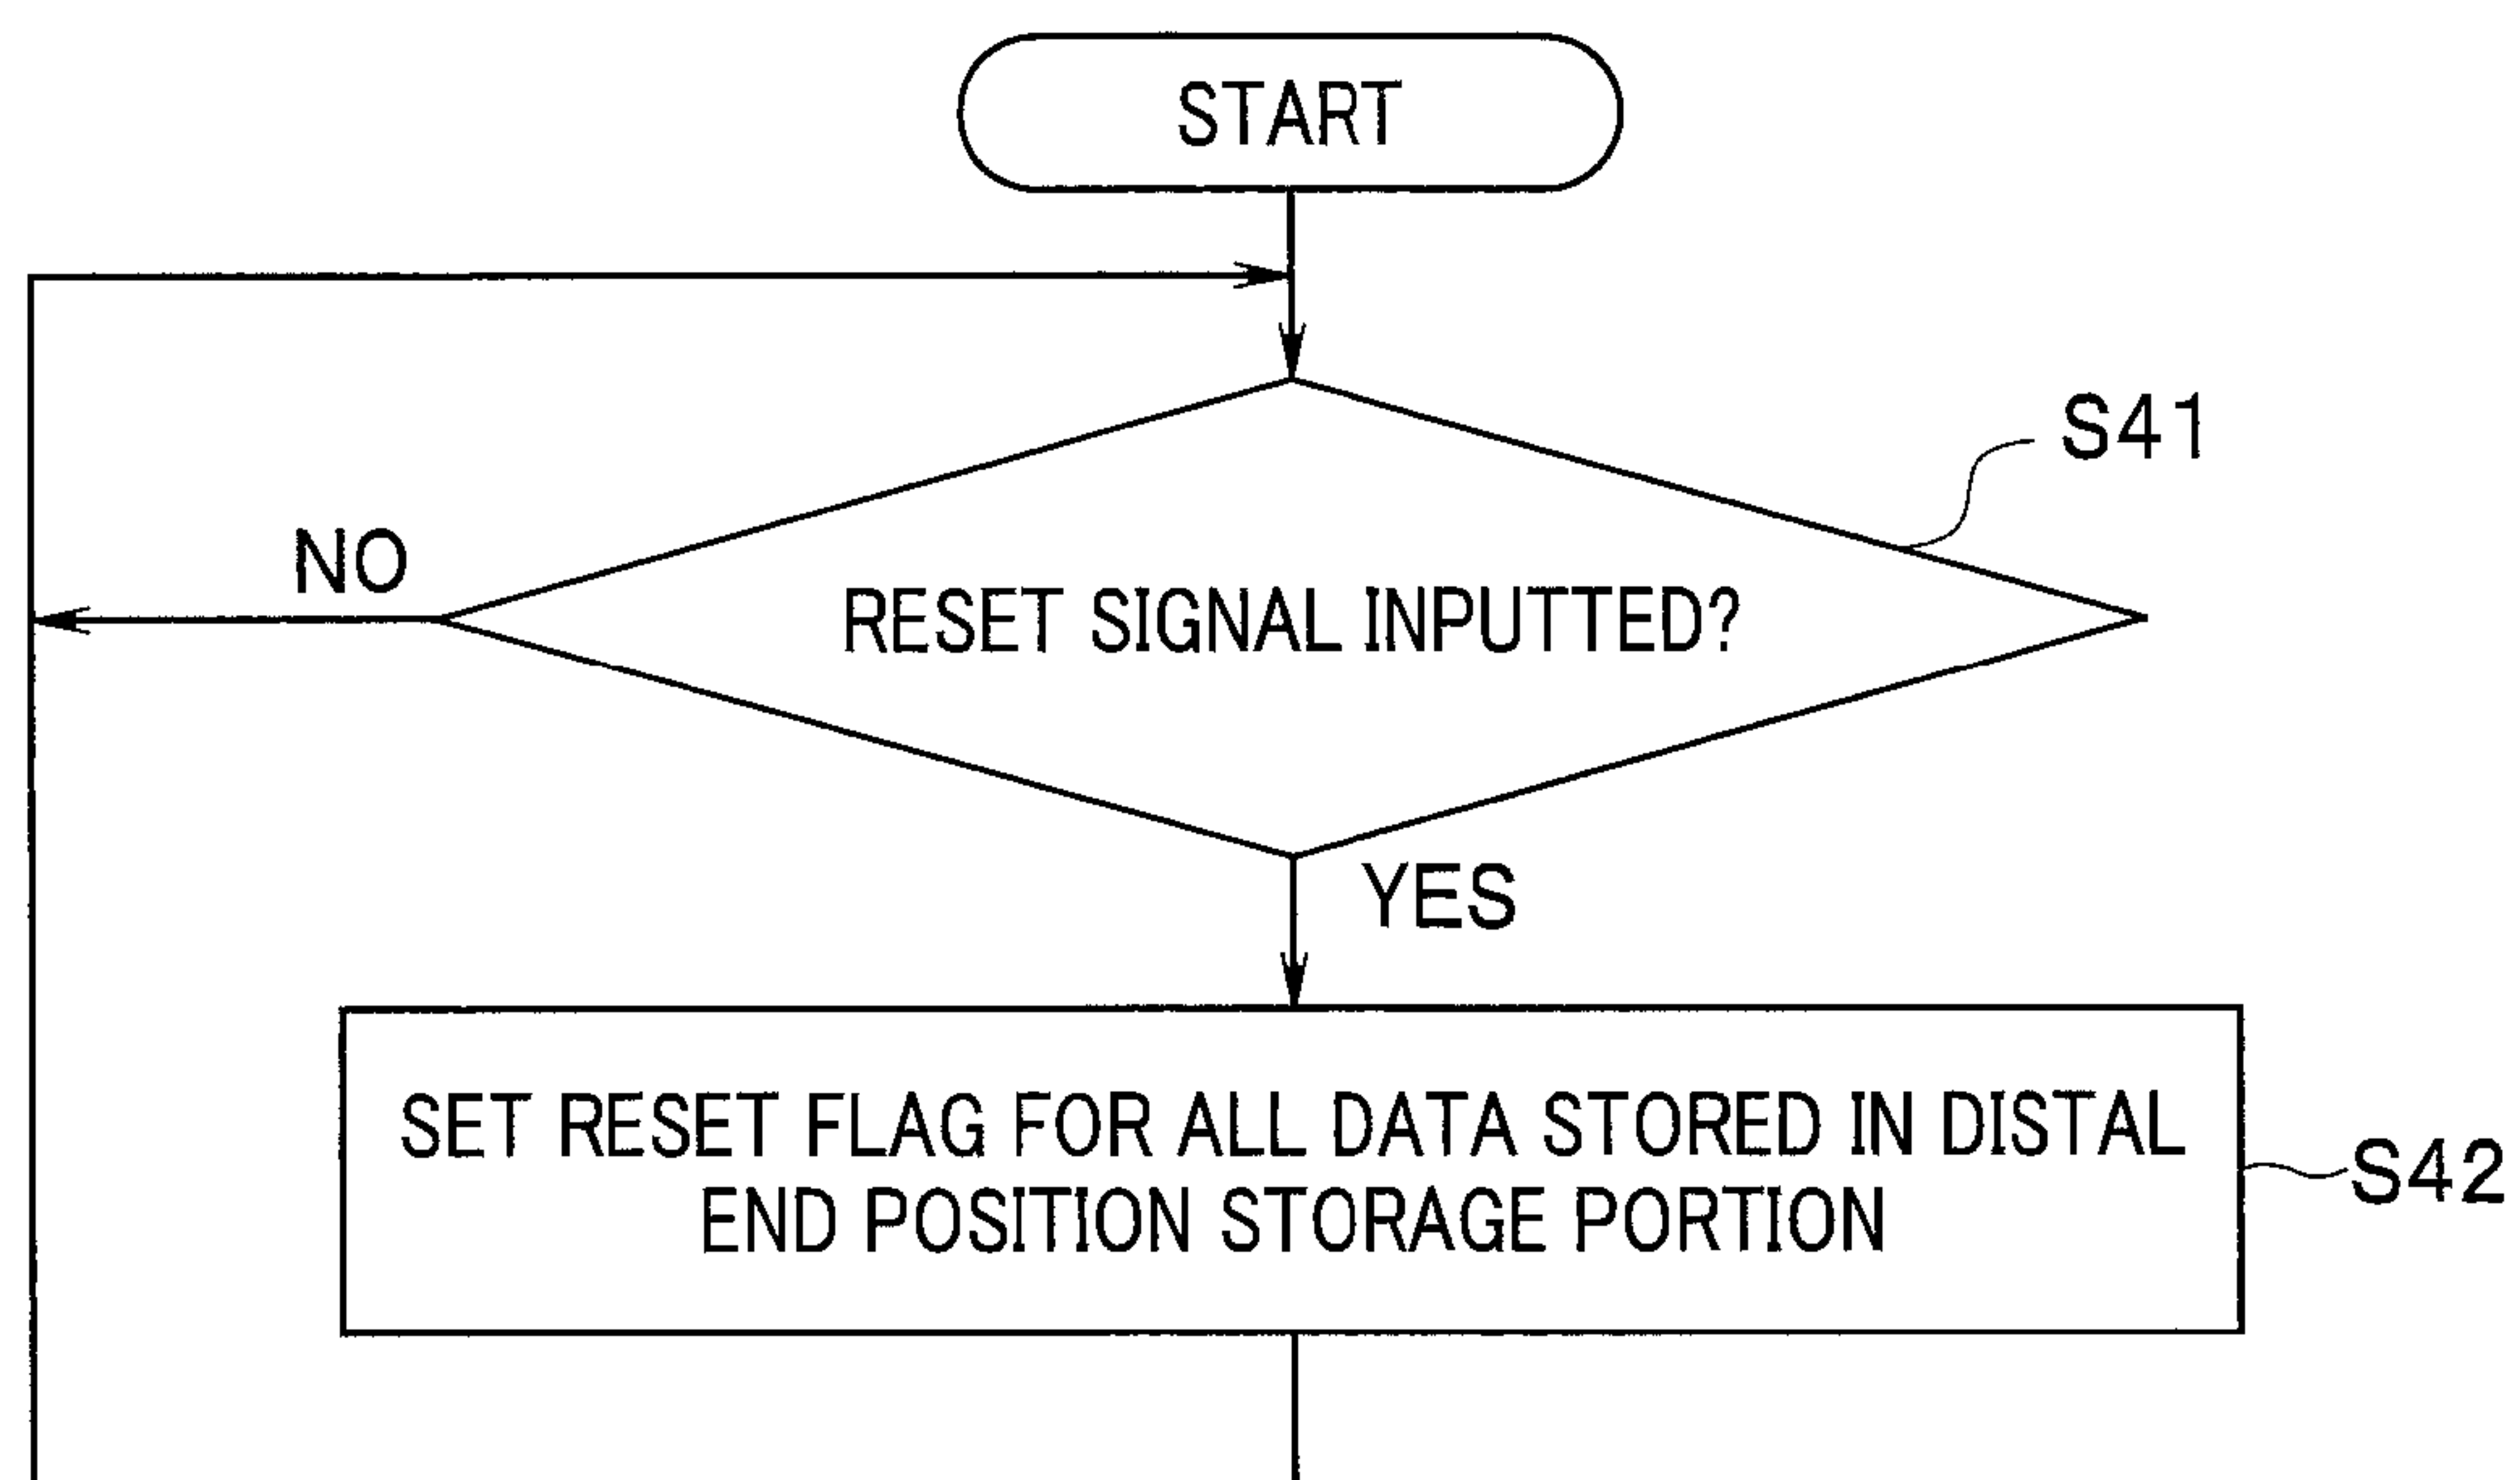 START
S41
NO
RESET SIGNAL INPUTTED?
YES
SET RESET FLAG FOR ALL DATA STORED IN DISTAL
END POSITION STORAGE PORTION
S42